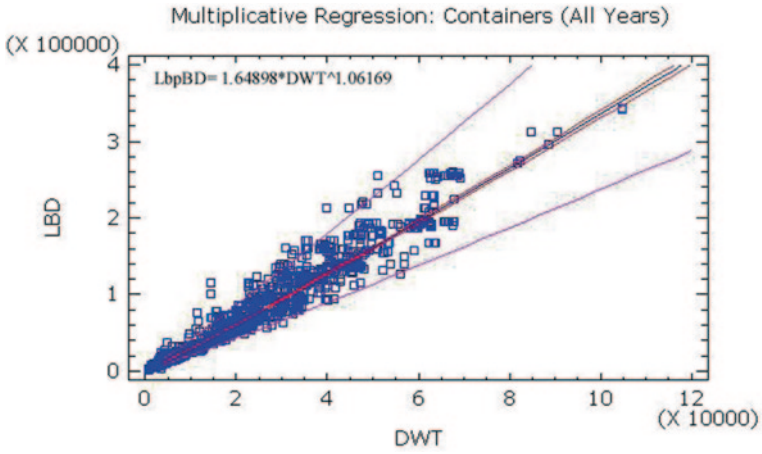 Multiplicative Regression: Containers (All Years)
(X 100000)
LbpBD= 1.64898*DWT^1.06169
4
3
2
1
0
LBD
0 2 4 6 8 10 12
(X 10000)
DWT